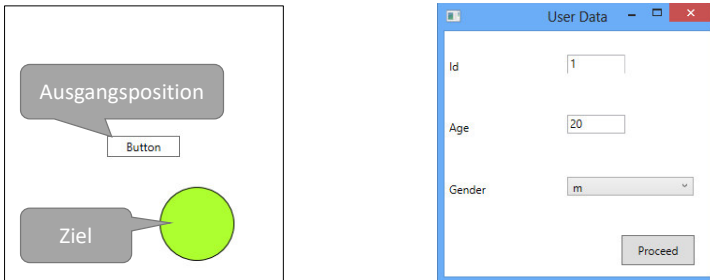 Ausgangsposition
Button
Ziel
User Data
Id
1
Age
20
Gender
m
Proceed